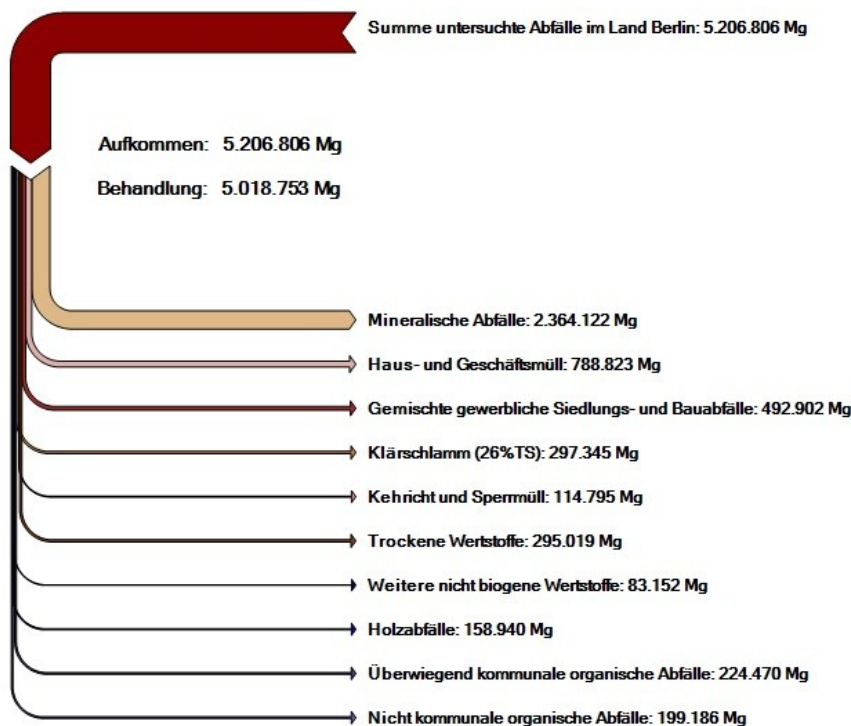 Summe untersuchte Abfälle im Land Berlin: 5.206.806 Mg
Aufkommen: 5.206.806 Mg
Behandlung: 5.018.753 Mg
Mineralische Abfälle: 2.364.122 Mg
Haus- und Geschäftsmüll: 788.823 Mg
Gemischte gewerbliche Siedlungs- und Bauabfälle: 492.902 Mg
Klärschlamm (26%TS): 297.345 Mg
Kehricht und Sperrmüll: 114.795 Mg
Trockene Wertstoffe: 295.019 Mg
Weitere nicht biogene Wertstoffe: 83.152 Mg
Holzabfälle: 158.940 Mg
Überwiegend kommunale organische Abfälle: 224.470 Mg
Nicht kommunale organische Abfälle: 199.186 Mg